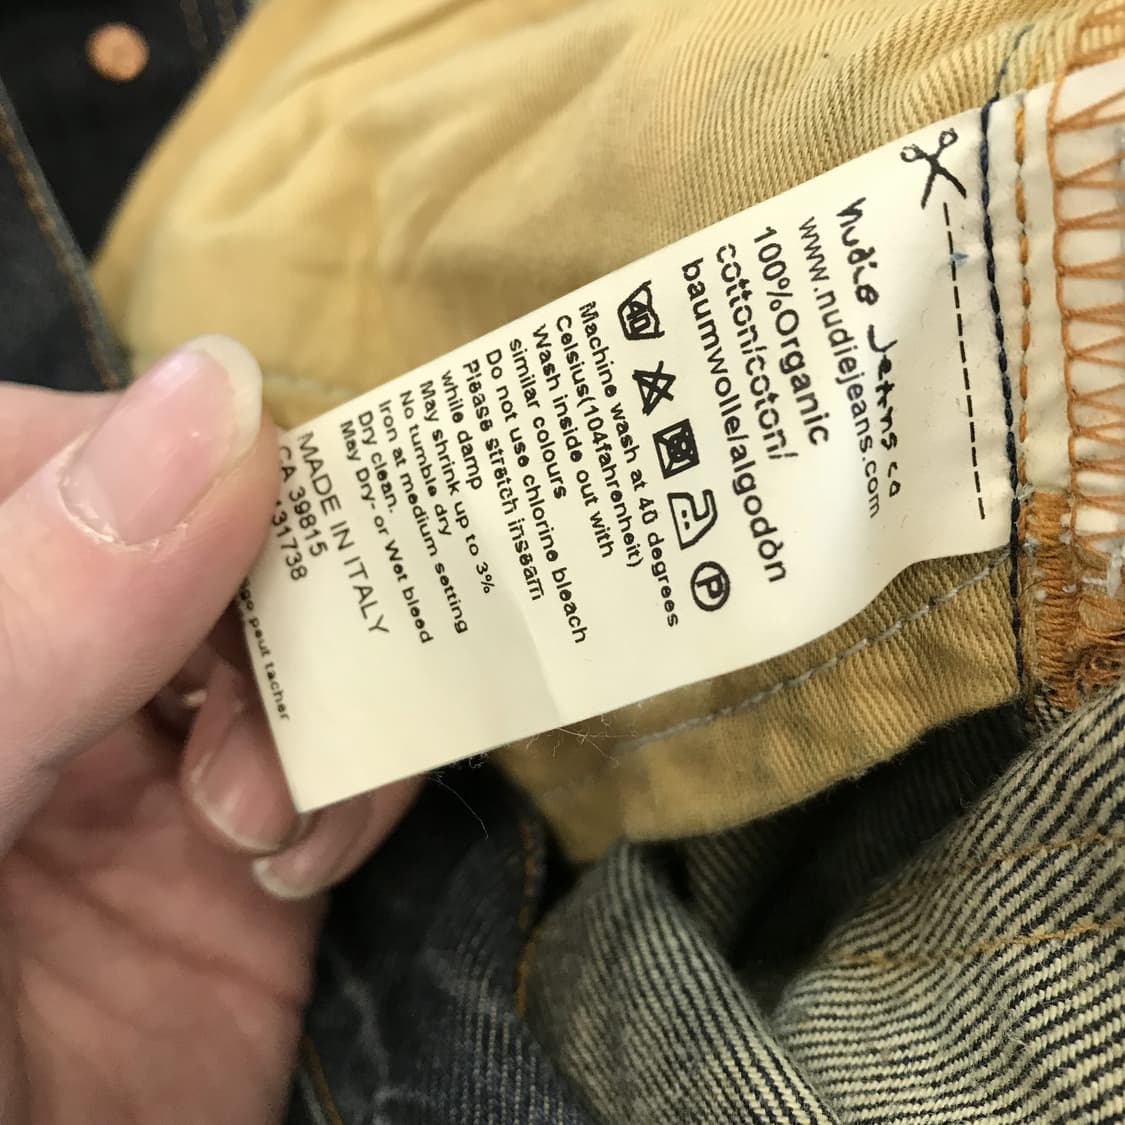 nudie Jeans co
www.nudiejeans.com
100%Organic
cotton/coton/
baumwolle/algodòn
40 P
Machine wash at 40 degrees
Celsius(104fahrenheit)
Wash inside out with
similar colours
Do not use chlorine bleach
Please stretch inseam
while damp
May shrink up to 3%
No tumble dry
Iron at medium setting
Dry clean.
May Dry- or Wet bleed
MADE IN ITALY
CA 39815
31738
peut tacher